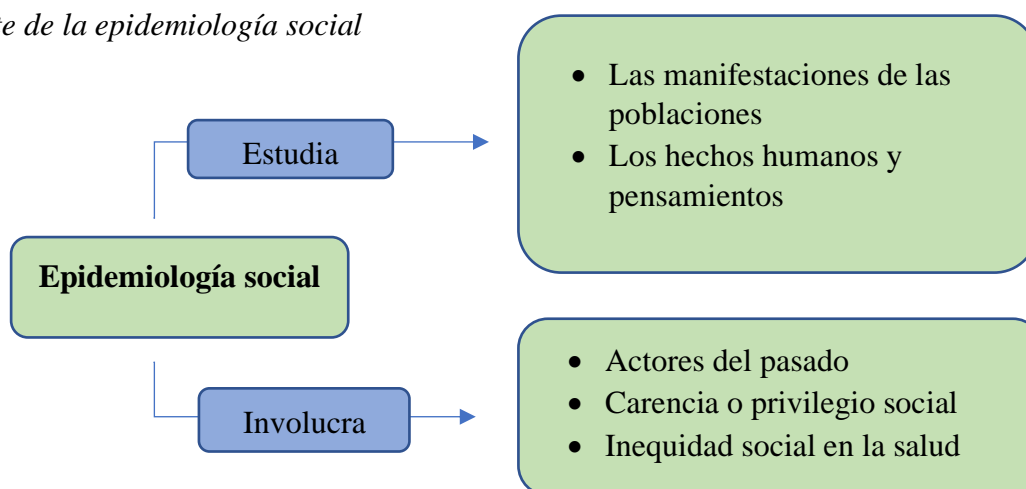 de la epidemiología social
Estudia
• Las manifestaciones de las
poblaciones
• Los hechos humanos y
pensamientos
Epidemiología social
Involucra
• Actores del pasado
• Carencia o privilegio social
• Inequidad social en la salud